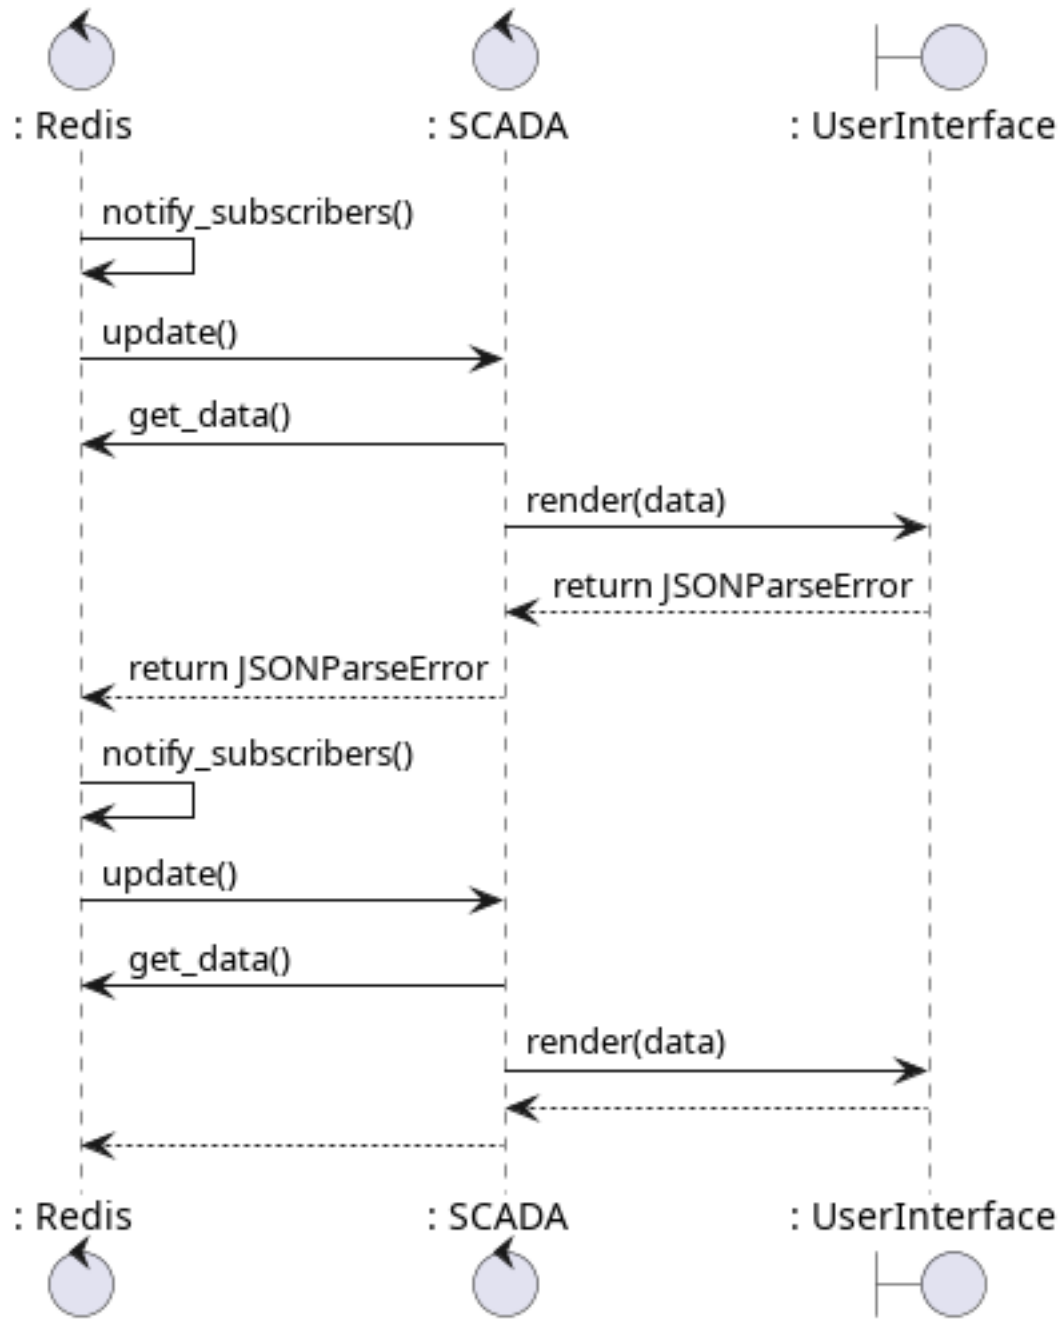 : Redis
: SCADA
: UserInterface
notify_subscribers()
update()
get_data()
render(data)
return JSONParseError
return JSONParseError
notify_subscribers()
update()
get_data()
render(data)
: Redis
: SCADA
: UserInterface